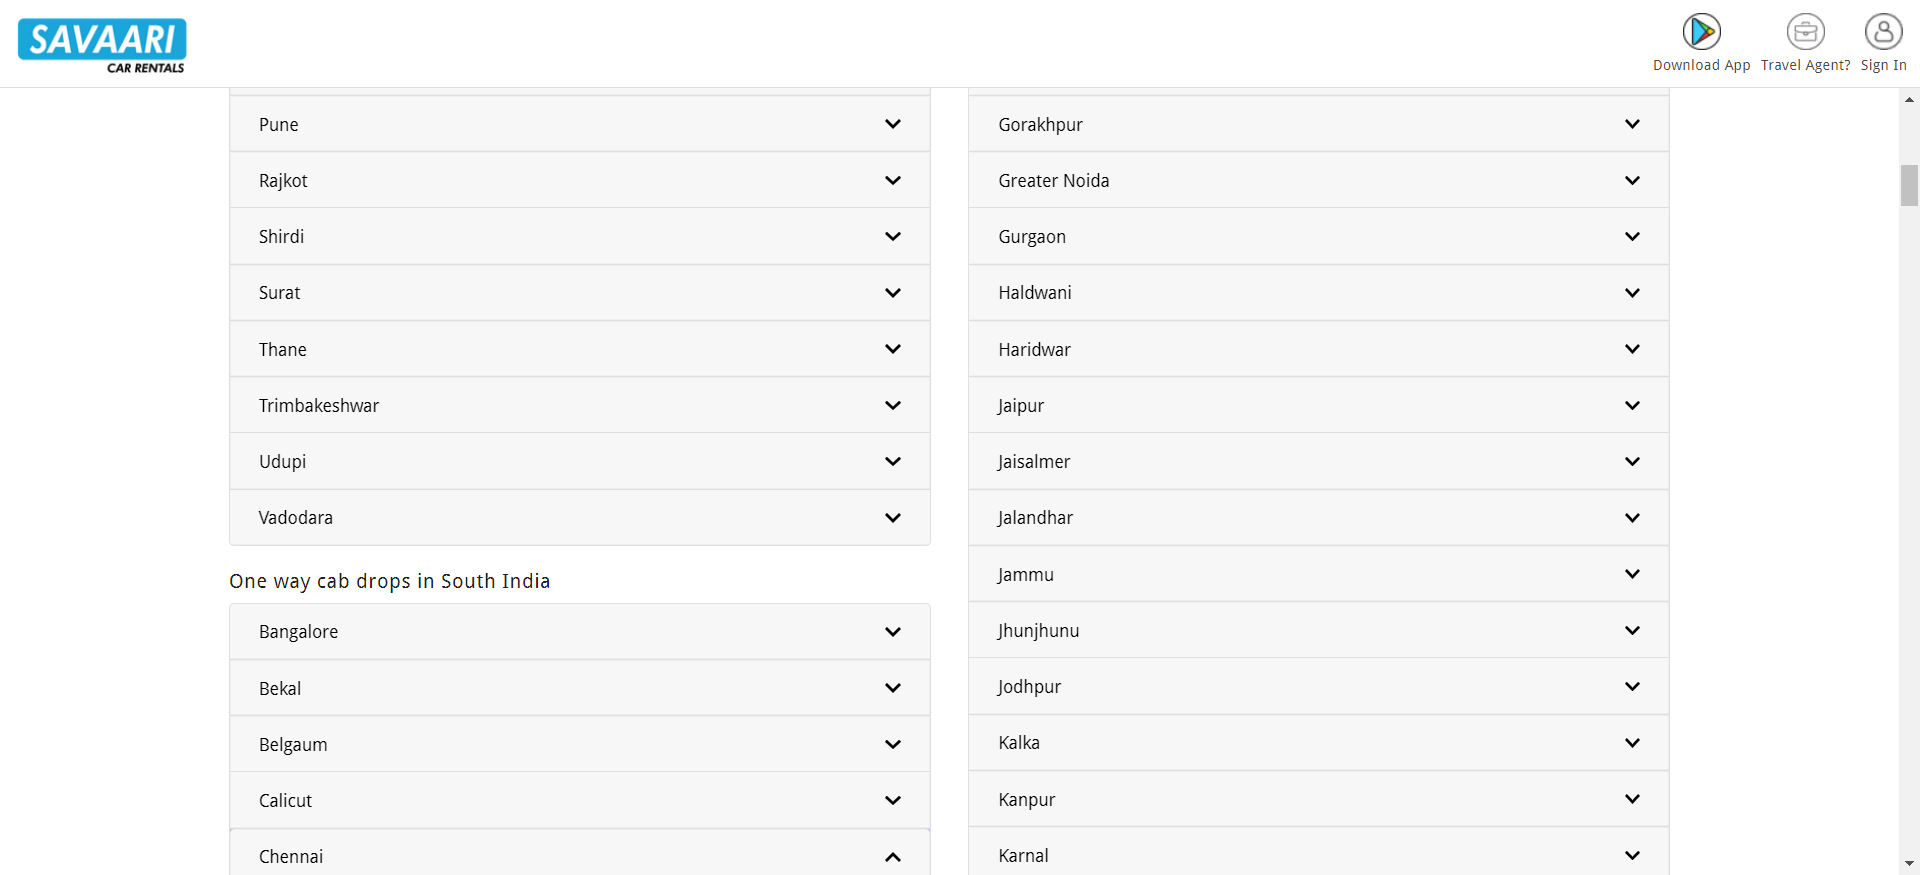 SAVAARI
CAR RENTALS
Download App
Travel Agent?
Sign In
Pune
Rajkot
Shirdi
Surat
Thane
Trimbakeshwar
Udupi
Vadodara
One way cab drops in South India
Bangalore
Bekal
Belgaum
Calicut
Chennai
Gorakhpur
Greater Noida
Gurgaon
Haldwani
Haridwar
Jaipur
Jaisalmer
Jalandhar
Jammu
Jhunjhunu
Jodhpur
Kalka
Kanpur
Karnal